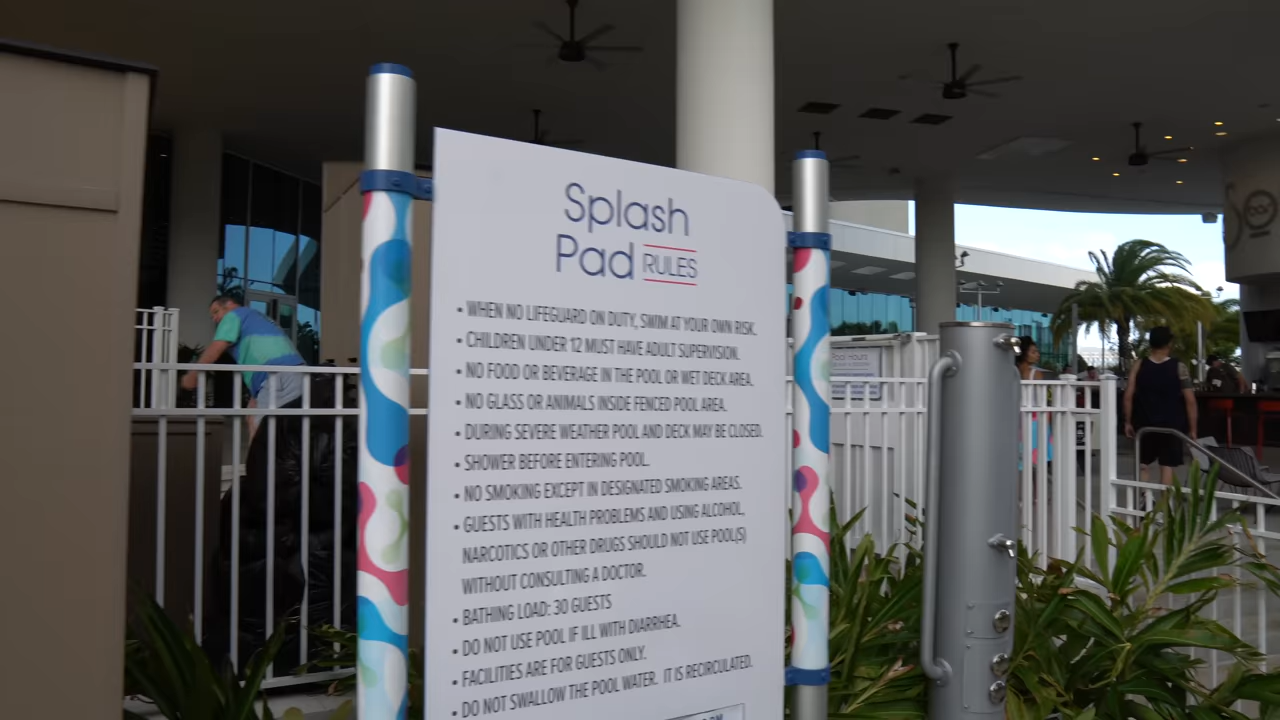 Splash
Pad RULES
• WHEN NO LIFEGUARD ON DUTY, SWIM AT YOUR OWN RISK.
• CHILDREN UNDER 12 MUST HAVE ADULT SUPERVISION.
• NO FOOD OR BEVERAGE IN THE POOL OR WET DECK AREA.
• NO GLASS OR ANIMALS INSIDE FENCED POOL AREA.
• DURING SEVERE WEATHER POOL AND DECK MAY BE CLOSED.
• SHOWER BEFORE ENTERING POOL.
• NO SMOKING EXCEPT IN DESIGNATED SMOKING AREAS.
• GUESTS WITH HEALTH PROBLEMS AND USING ALCOHOL,
NARCOTICS OR OTHER DRUGS SHOULD NOT USE POOL(S)
WITHOUT CONSULTING A DOCTOR.
• BATHING LOAD: 30 GUESTS
• DO NOT USE POOL IF ILL WITH DIARRHEA.
• FACILITIES ARE FOR GUESTS ONLY.
• DO NOT SWALLOW THE POOL WATER. IT IS RECIRCULATED.
Pool Hours